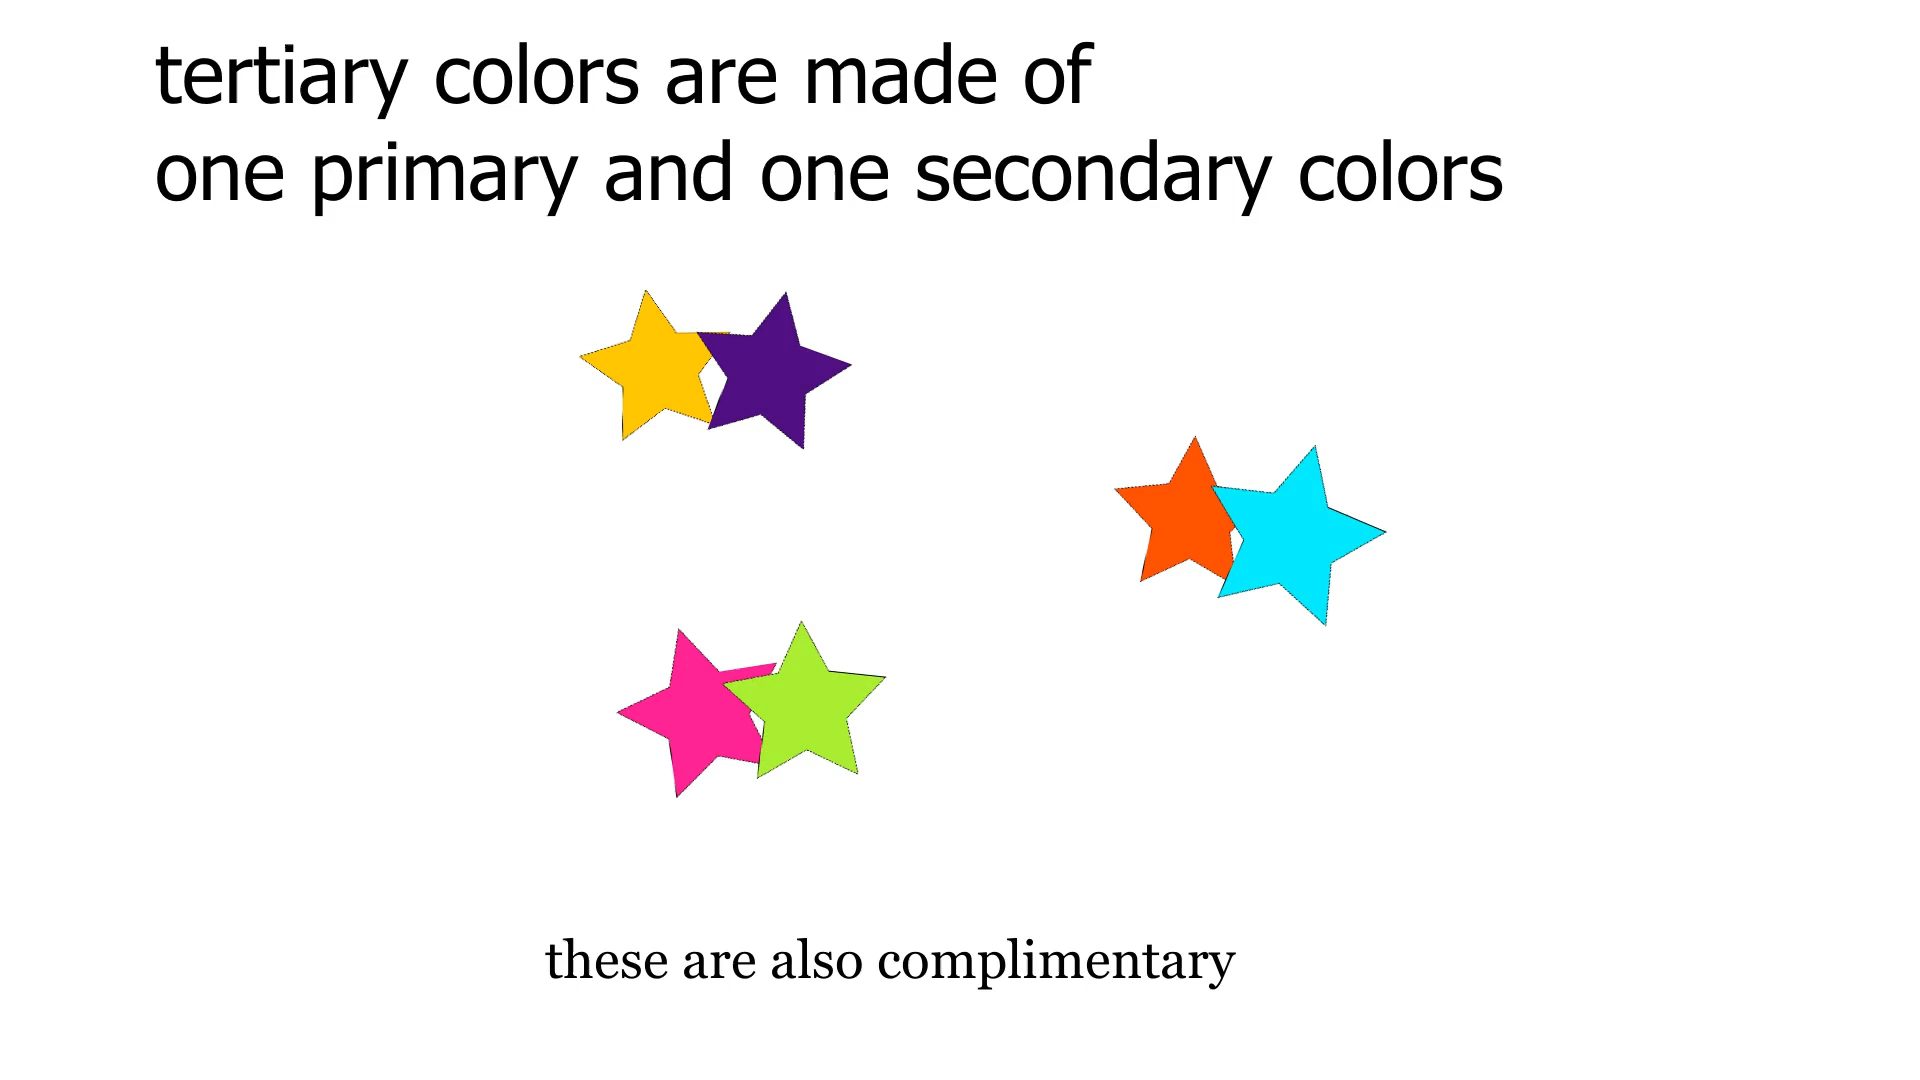 tertiary colors are made of
one primary and one secondary colors
these are also complimentary